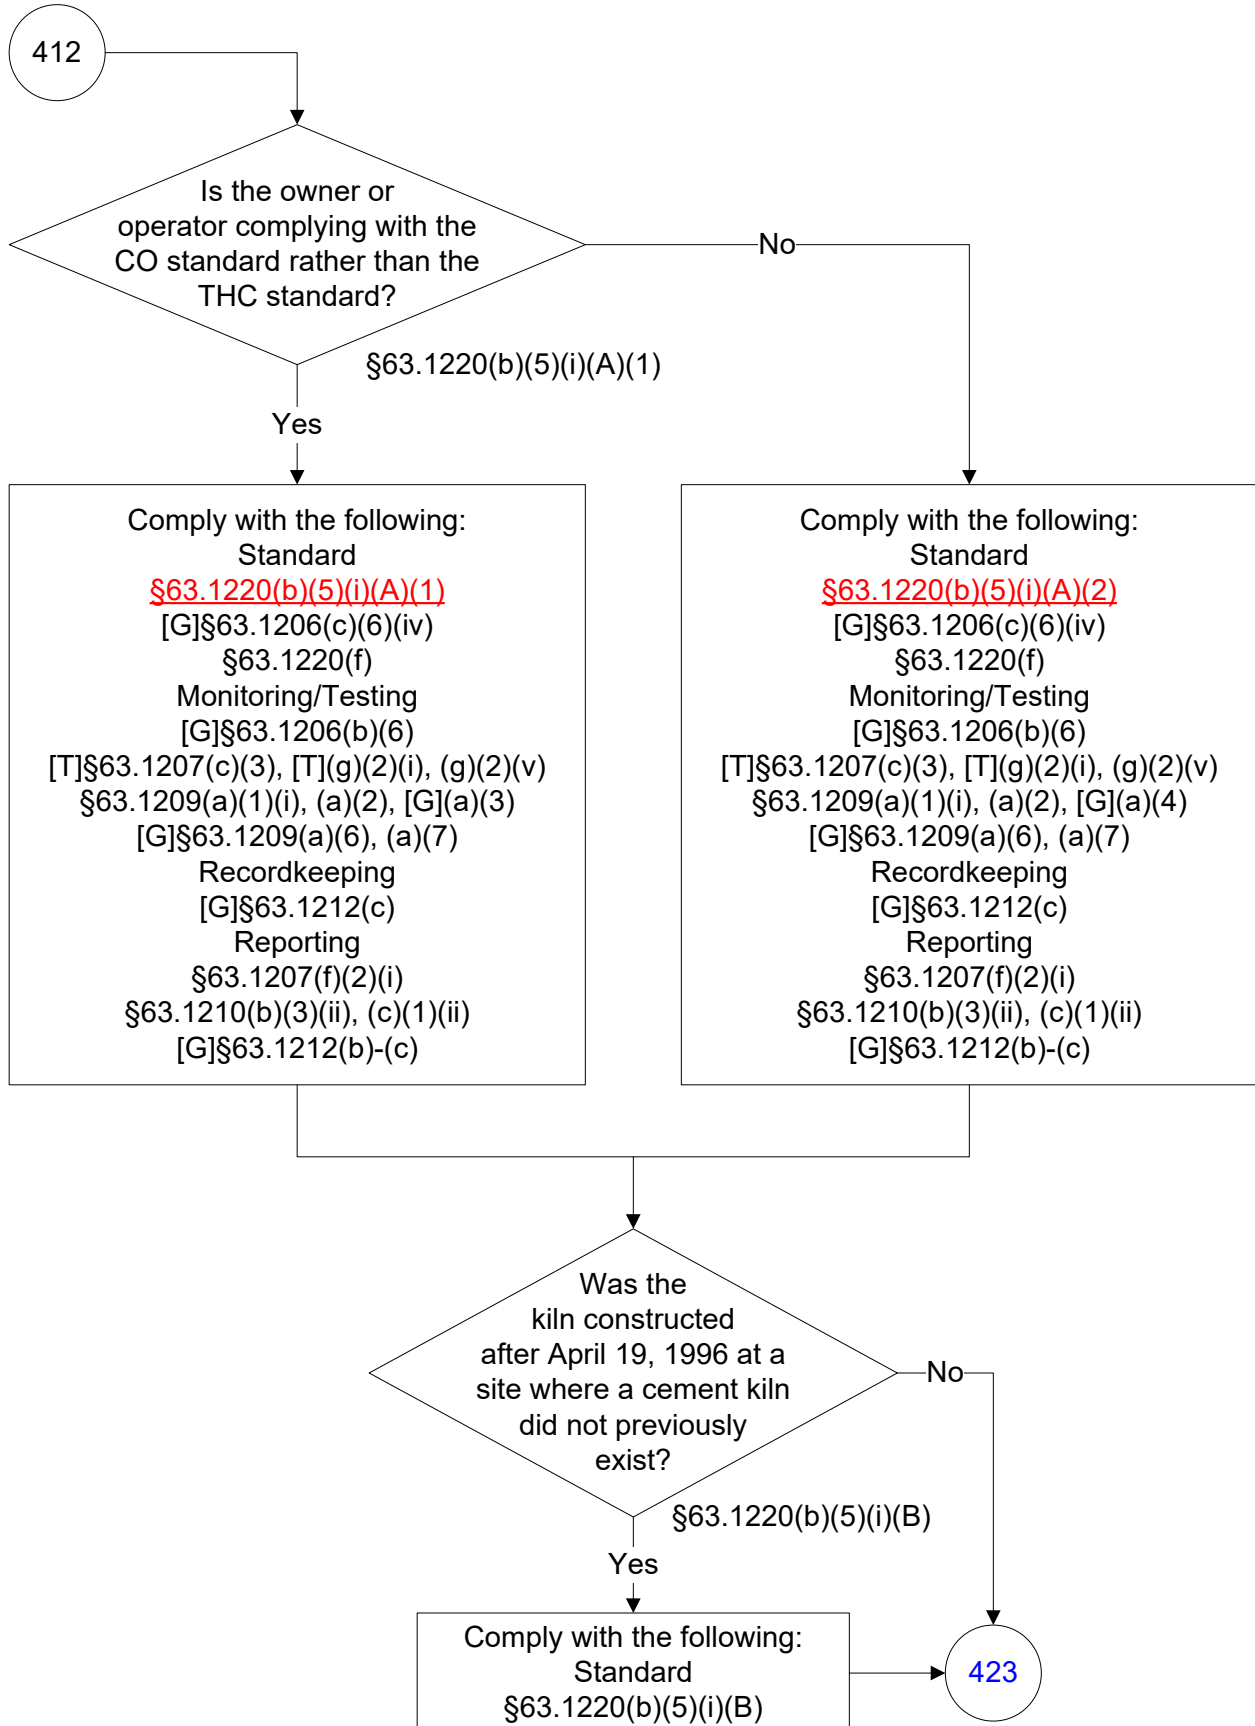 412
Is the owner or
operator complying with the
CO standard rather than the
THC standard?
No
§63.1220(b)(5)(i)(A)(1)
Yes
Comply with the following:
Standard
§63.1220(b)(5)(i)(A)(1)
[G]§63.1206(c)(6)(iv)
§63.1220(f)
Monitoring/Testing
[G]§63.1206(b)(6)
[T]§63.1207(c)(3), [T](g)(2)(i), (g)(2)(v)
§63.1209(a)(1)(i), (a)(2), [G](a)(3)
[G]§63.1209(a)(6), (a)(7)
Recordkeeping
[G]§63.1212(c)
Reporting
§63.1207(f)(2)(i)
§63.1210(b)(3)(ii), (c)(1)(ii)
[G]§63.1212(b)-(c)
Comply with the following:
Standard
§63.1220(b)(5)(i)(A)(2)
[G]§63.1206(c)(6)(iv)
§63.1220(f)
Monitoring/Testing
[G]§63.1206(b)(6)
[T]§63.1207(c)(3), [T](g)(2)(i), (g)(2)(v)
§63.1209(a)(1)(i), (a)(2), [G](a)(4)
[G]§63.1209(a)(6), (a)(7)
Recordkeeping
[G]§63.1212(c)
Reporting
§63.1207(f)(2)(i)
§63.1210(b)(3)(ii), (c)(1)(ii)
[G]§63.1212(b)-(c)
Was the
kiln constructed
after April 19, 1996 at a
site where a cement kiln
did not previously
exist?
No
§63.1220(b)(5)(i)(B)
Yes
Comply with the following:
Standard
§63.1220(b)(5)(i)(B)
423